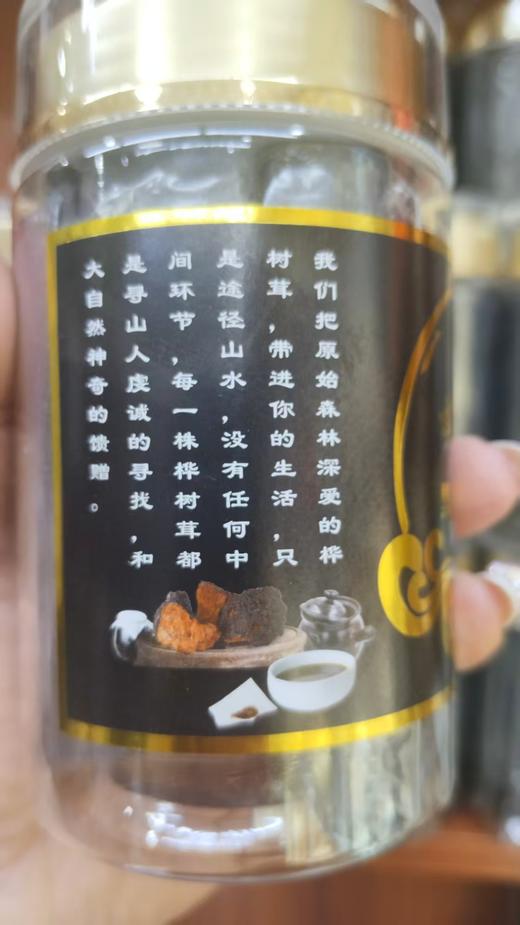 我们把原始森林深爱的桦
树茸，带进你的生活，只
是途径山水，没有任何中
间环节，每一株桦树茸都
是寻山人虔诚的寻找，和
大自然神奇的馈赠。